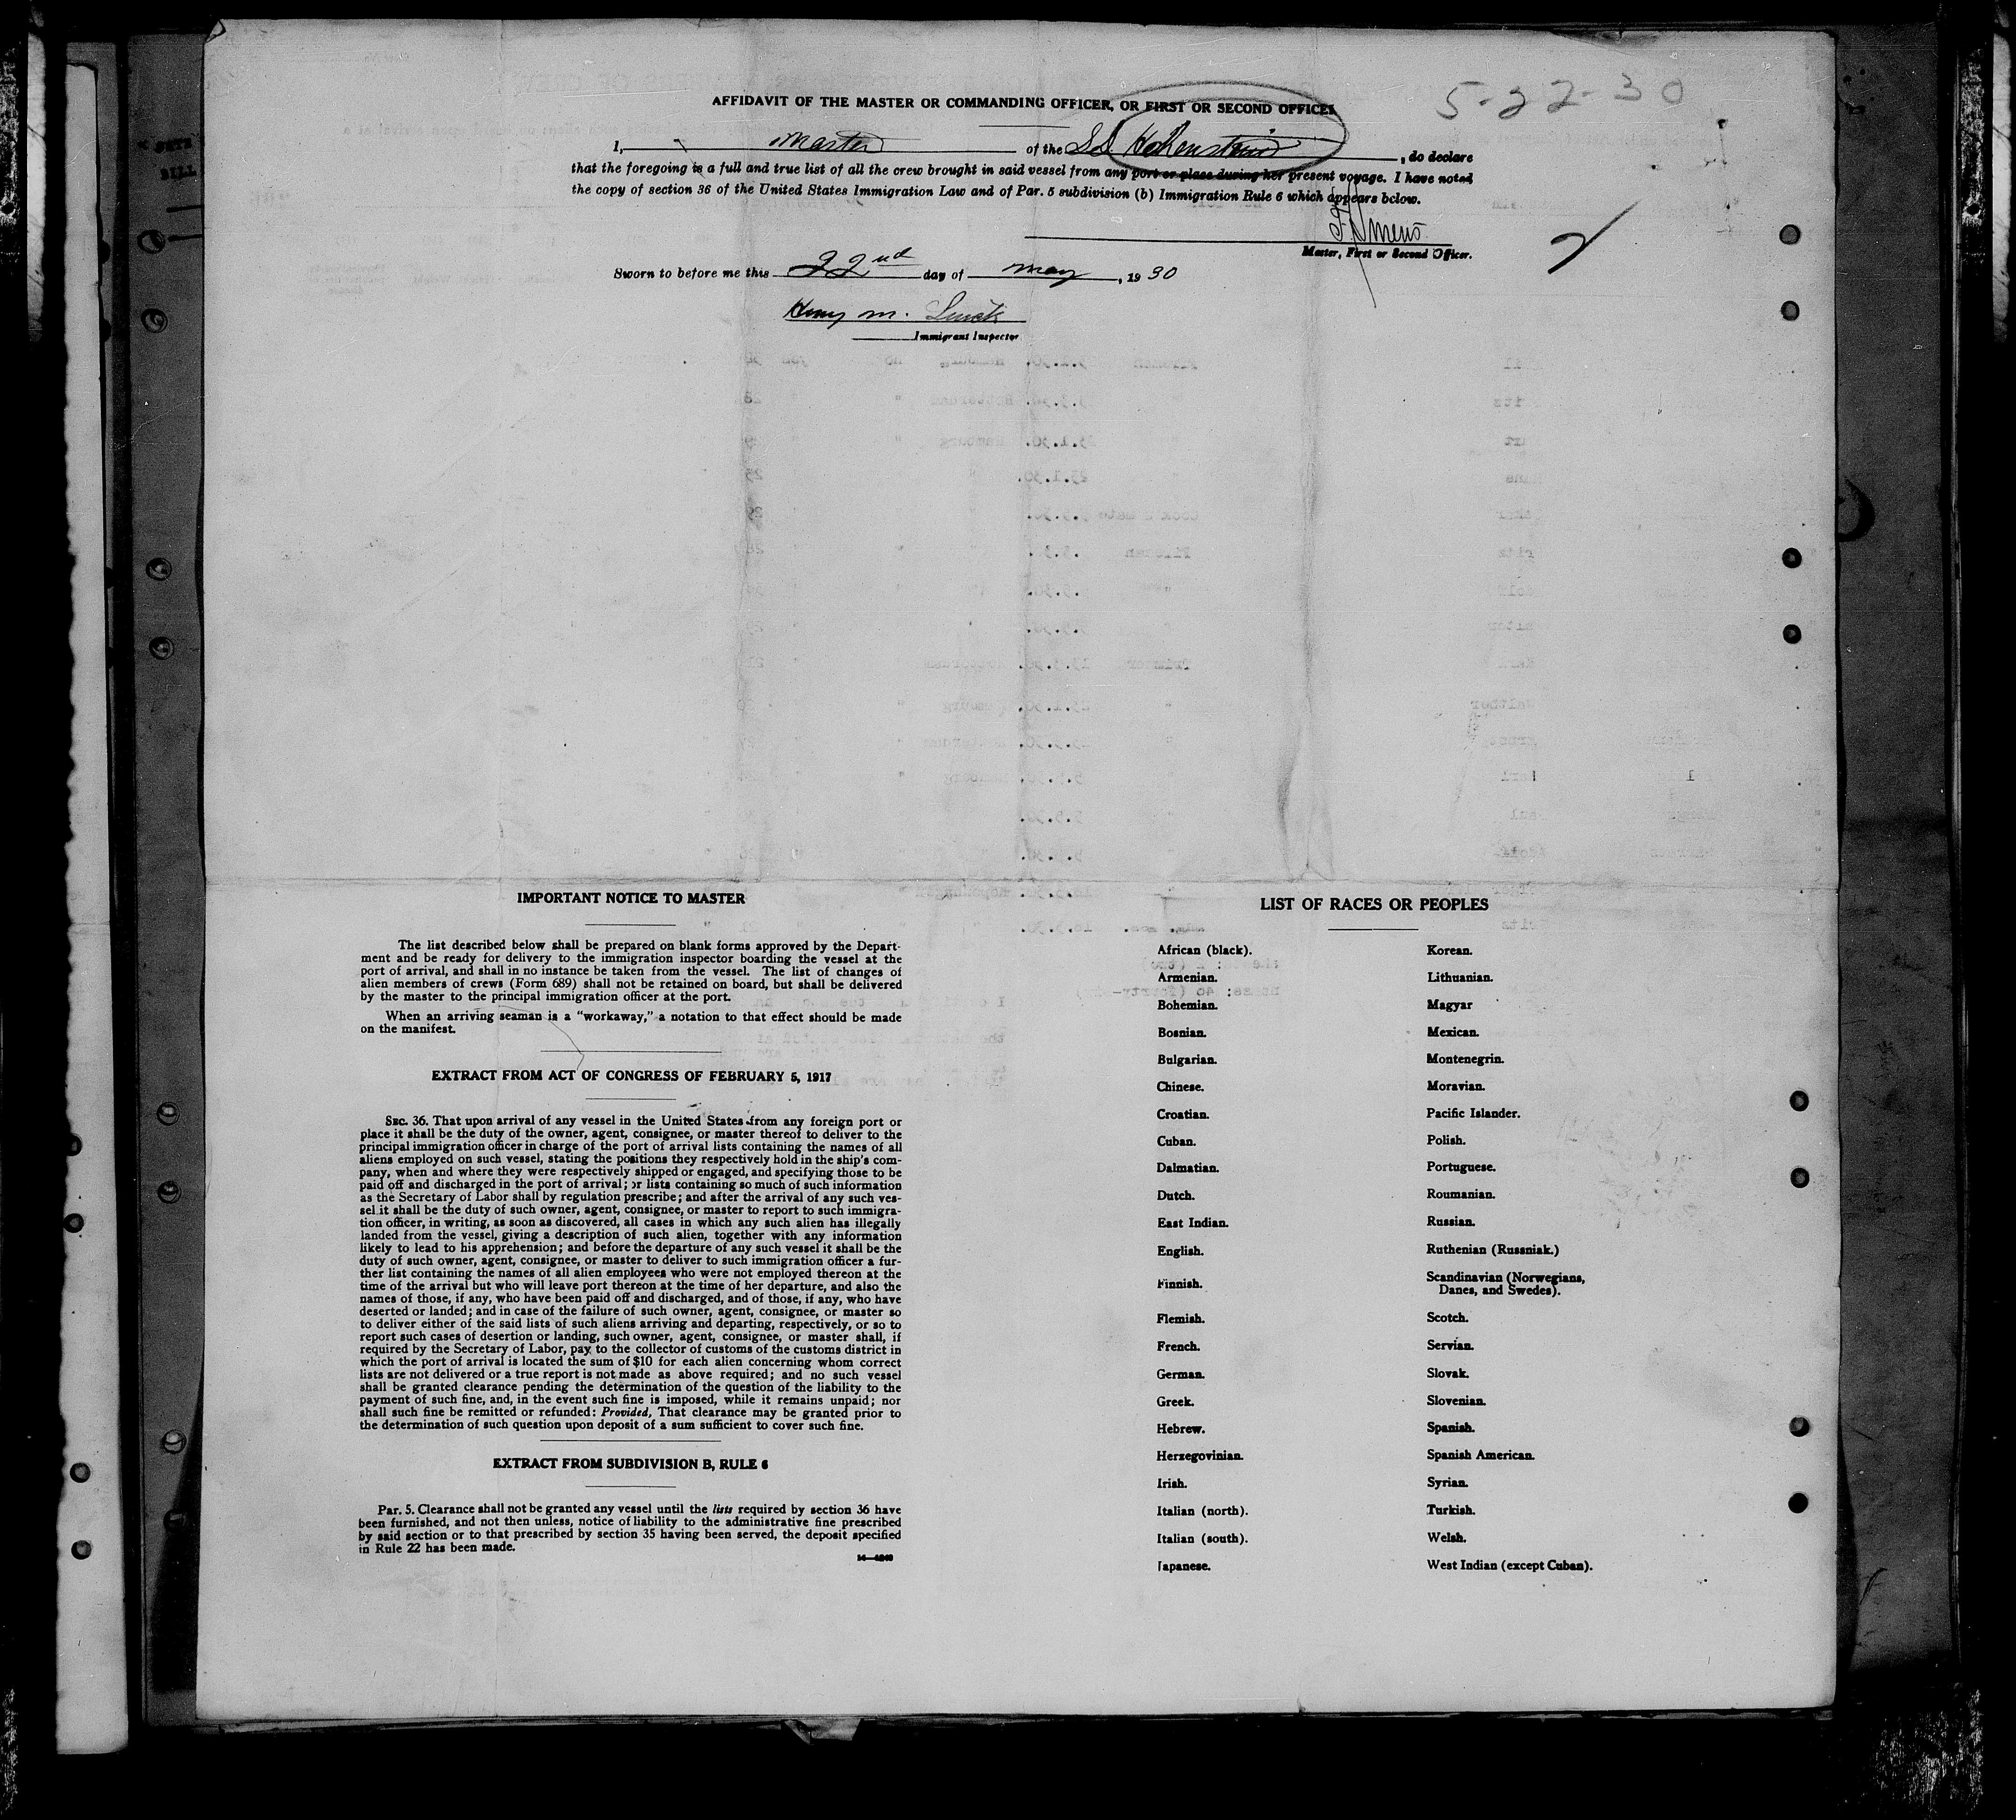 5-22-30
AFFIDAVIT OF THE MASTER OR COMMANDING OFFICER, OR FIRST OR SECOND OFFICER
I, Master of the S.S. Hohenstein, do declare
that the foregoing is a full and true list of all the crew brought in said vessel from any port or place during her present voyage. I have noted
the copy of section 36 of the United States Immigration Law and of Par. 5 subdivision (b) Immigration Rule 6 which appears below.
Master, First or Second Officer.
Sworn to before me this 22nd day of May, 1930
Henry M.
Immigrant Inspector
IMPORTANT NOTICE TO MASTER
The list described below shall be prepared on blank forms approved by the Depart-
ment and be ready for delivery to the immigration inspector boarding the vessel at the
port of arrival, and shall in no instance be taken from the vessel. The list of changes of
alien members of crews (Form 689) shall not be retained on board, but shall be delivered
by the master to the principal immigration officer at the port.
When an arriving seaman is a "workaway," a notation to that effect should be made
on the manifest.
EXTRACT FROM ACT OF CONGRESS OF FEBRUARY 5, 1917
SEC. 36. That upon arrival of any vessel in the United States from any foreign port or
place it shall be the duty of the owner, agent, consignee, or master thereof to deliver to the
principal immigration officer in charge of the port of arrival lists containing the names of all
aliens employed on such vessel, stating the positions they respectively hold in the ship's com-
pany, when and where they were respectively shipped or engaged, and specifying those to be
paid off and discharged in the port of arrival; or lists containing so much of such information
as the Secretary of Labor shall by regulation prescribe; and after the arrival of any such ves-
sel it shall be the duty of such owner, agent, consignee, or master to report to such immigra-
tion officer, in writing, as soon as discovered, all cases in which any such alien has illegally
landed from the vessel, giving a description of such alien, together with any information
likely to lead to his apprehension; and before the departure of any such vessel it shall be the
duty of such owner, agent, consignee, or master to deliver to such immigration officer a fur-
ther list containing the names of all alien employees who were not employed thereon at the
time of the arrival but who will leave port thereon at the time of her departure, and also the
names of those, if any, who have been paid off and discharged, and of those, if any, who have
deserted or landed; and in case of the failure of such owner, agent, consignee, or master so
to deliver either of the said lists of such aliens arriving and departing, respectively, or so to
report such cases of desertion or landing, such owner, agent, consignee, or master shall, if
required by the Secretary of Labor, pay to the collector of customs of the customs district in
which the port of arrival is located the sum of $10 for each alien concerning whom correct
lists are not delivered or a true report is not made as above required; and no such vessel
shall be granted clearance pending the determination of the question of the liability to the
payment of such fine, and, in the event such fine is imposed, while it remains unpaid; nor
shall such fine be remitted or refunded: Provided, That clearance may be granted prior to
the determination of such question upon deposit of a sum sufficient to cover such fine.
EXTRACT FROM SUBDIVISION B, RULE 6
Par. 5. Clearance shall not be granted any vessel until the lists required by section 36 have
been furnished, and not then unless, notice of liability to the administrative fine prescribed
by said section or to that prescribed by section 35 having been served, the deposit specified
in Rule 22 has been made.
LIST OF RACES OR PEOPLES
African (black).
Armenian.
Bohemian.
Bosnian.
Bulgarian.
Chinese.
Croatian.
Cuban.
Dalmatian.
Dutch.
East Indian.
English.
Finnish.
Flemish.
French.
German.
Greek.
Hebrew.
Herzegovinian.
Irish.
Italian (north).
Italian (south).
Japanese.
Korean.
Lithuanian.
Magyar
Mexican.
Montenegrin.
Moravian.
Pacific Islander.
Polish.
Portuguese.
Roumanian.
Russian.
Ruthenian (Russniak.)
Scandinavian (Norwegians,
Danes, and Swedes).
Scotch.
Servian.
Slovak.
Slovenian.
Spanish.
Spanish American.
Syrian.
Turkish.
Welsh.
West Indian (except Cuban).